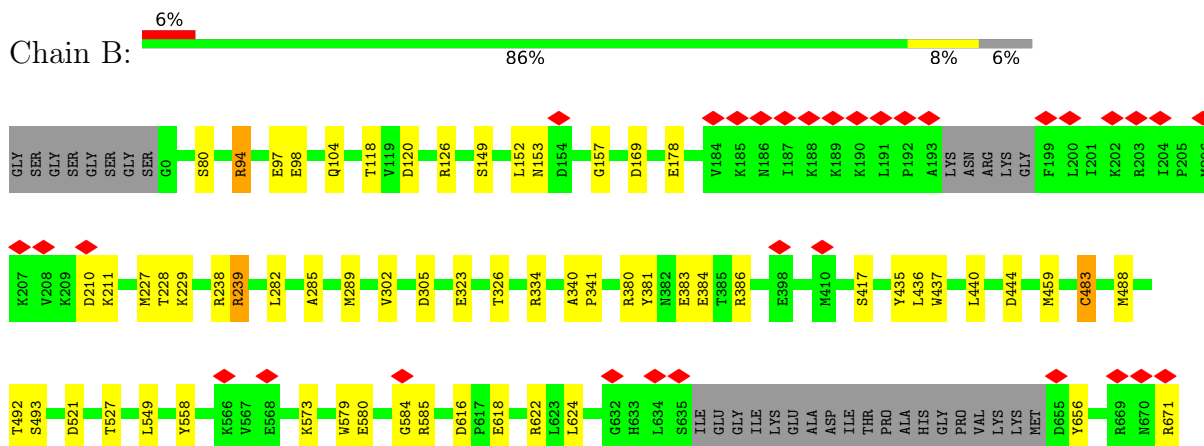 6%
Chain B:
86% 8% 6%
GLY SER SER GLY SER GLY SER G0 S80 R94 E97 E98 Q104 T118 V119 D120 R126 S149 L152 N153 D154 G157 D169 E178 V184 K185 N186 I187 K188 K189 K190 L191 P192 A193 LYS ASN ARG LYS GLY F199 L200 I201 K202 R203 I204 P205
K207 V208 K209 D210 K211 M227 T228 K229 R238 R239 L282 A285 M289 V302 D305 E323 T326 R334 A340 P341 R380 Y381 N382 E383 E384 T385 R386 E398 M410 S417 Y435 L436 W437 L440 D444 M459 C483 M488
T492 S493 D521 T527 L549 Y558 K566 V567 E568 K573 W579 E580 G584 R585 D616 P617 E618 R622 L623 L624 G632 H633 L634 S635 ILE GLU GLY ILE LYS GLU ALA ASP ILE THR PRO ALA HIS GLY PRO VAL LYS LYS MET D655 Y656 R669 N670 R671